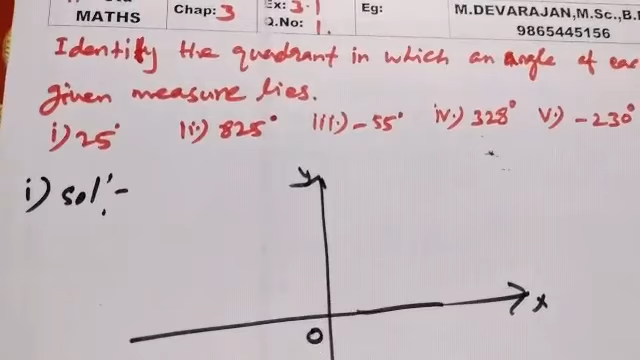 MATHS
Chap: 3
Ex: 3.1
Q.No: 1.
Eg:
M.DEVARAJAN,M.Sc.,B.
9865445156
Identify the quadrant in which an angle of
given measure lies.
i) 25° ii.) 825° iii.) -55° iv.) 328° v.) -230°
i) sol:-
y
x
O